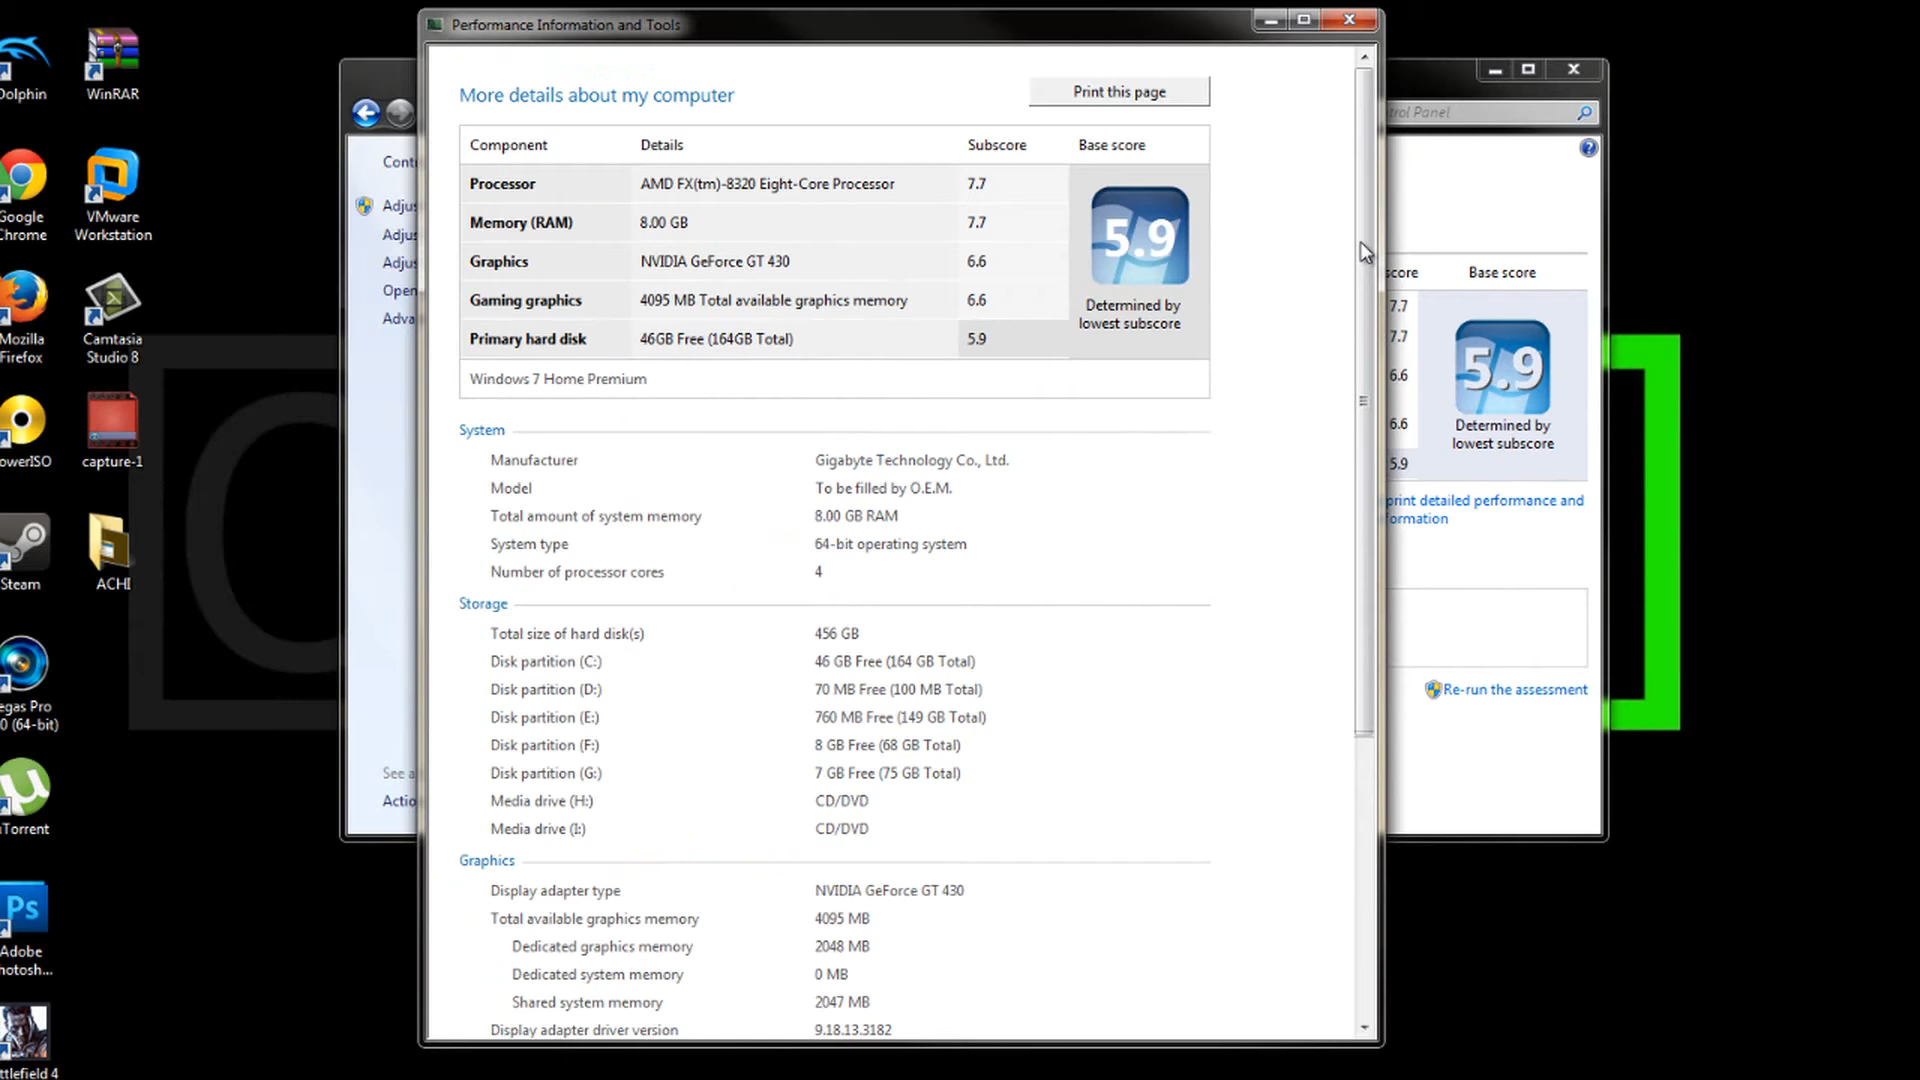 Performance Information and Tools
More details about my computer
Print this page
Component Details Subscore Base score
Processor AMD FX(tm)-8320 Eight-Core Processor 7.7
Memory (RAM) 8.00 GB 7.7
Graphics NVIDIA GeForce GT 430 6.6
Gaming graphics 4095 MB Total available graphics memory 6.6
Primary hard disk 46GB Free (164GB Total) 5.9
5.9
Determined by
lowest subscore
Windows 7 Home Premium
System
Manufacturer Gigabyte Technology Co., Ltd.
Model To be filled by O.E.M.
Total amount of system memory 8.00 GB RAM
System type 64-bit operating system
Number of processor cores 4
Storage
Total size of hard disk(s) 456 GB
Disk partition (C:) 46 GB Free (164 GB Total)
Disk partition (D:) 70 MB Free (100 MB Total)
Disk partition (E:) 760 MB Free (149 GB Total)
Disk partition (F:) 8 GB Free (68 GB Total)
Disk partition (G:) 7 GB Free (75 GB Total)
Media drive (H:) CD/DVD
Media drive (I:) CD/DVD
Graphics
Display adapter type NVIDIA GeForce GT 430
Total available graphics memory 4095 MB
Dedicated graphics memory 2048 MB
Dedicated system memory 0 MB
Shared system memory 2047 MB
Display adapter driver version 9.18.13.3182
Dolphin
WinRAR
Google
Chrome
VMware
Workstation
Mozilla
Firefox
Camtasia
Studio 8
owerISO
capture-1
Steam
ACHI
egas Pro
0 (64-bit)
Torrent
Ps
Adobe
hotosh...
ttlefield 4
Cont
Adjus
Adjus
Adjus
Open
Adva
See a
Actio
trol Panel
score Base score
7.7
7.7
6.6
6.6
5.9
5.9
Determined by
lowest subscore
print detailed performance and
formation
Re-run the assessment